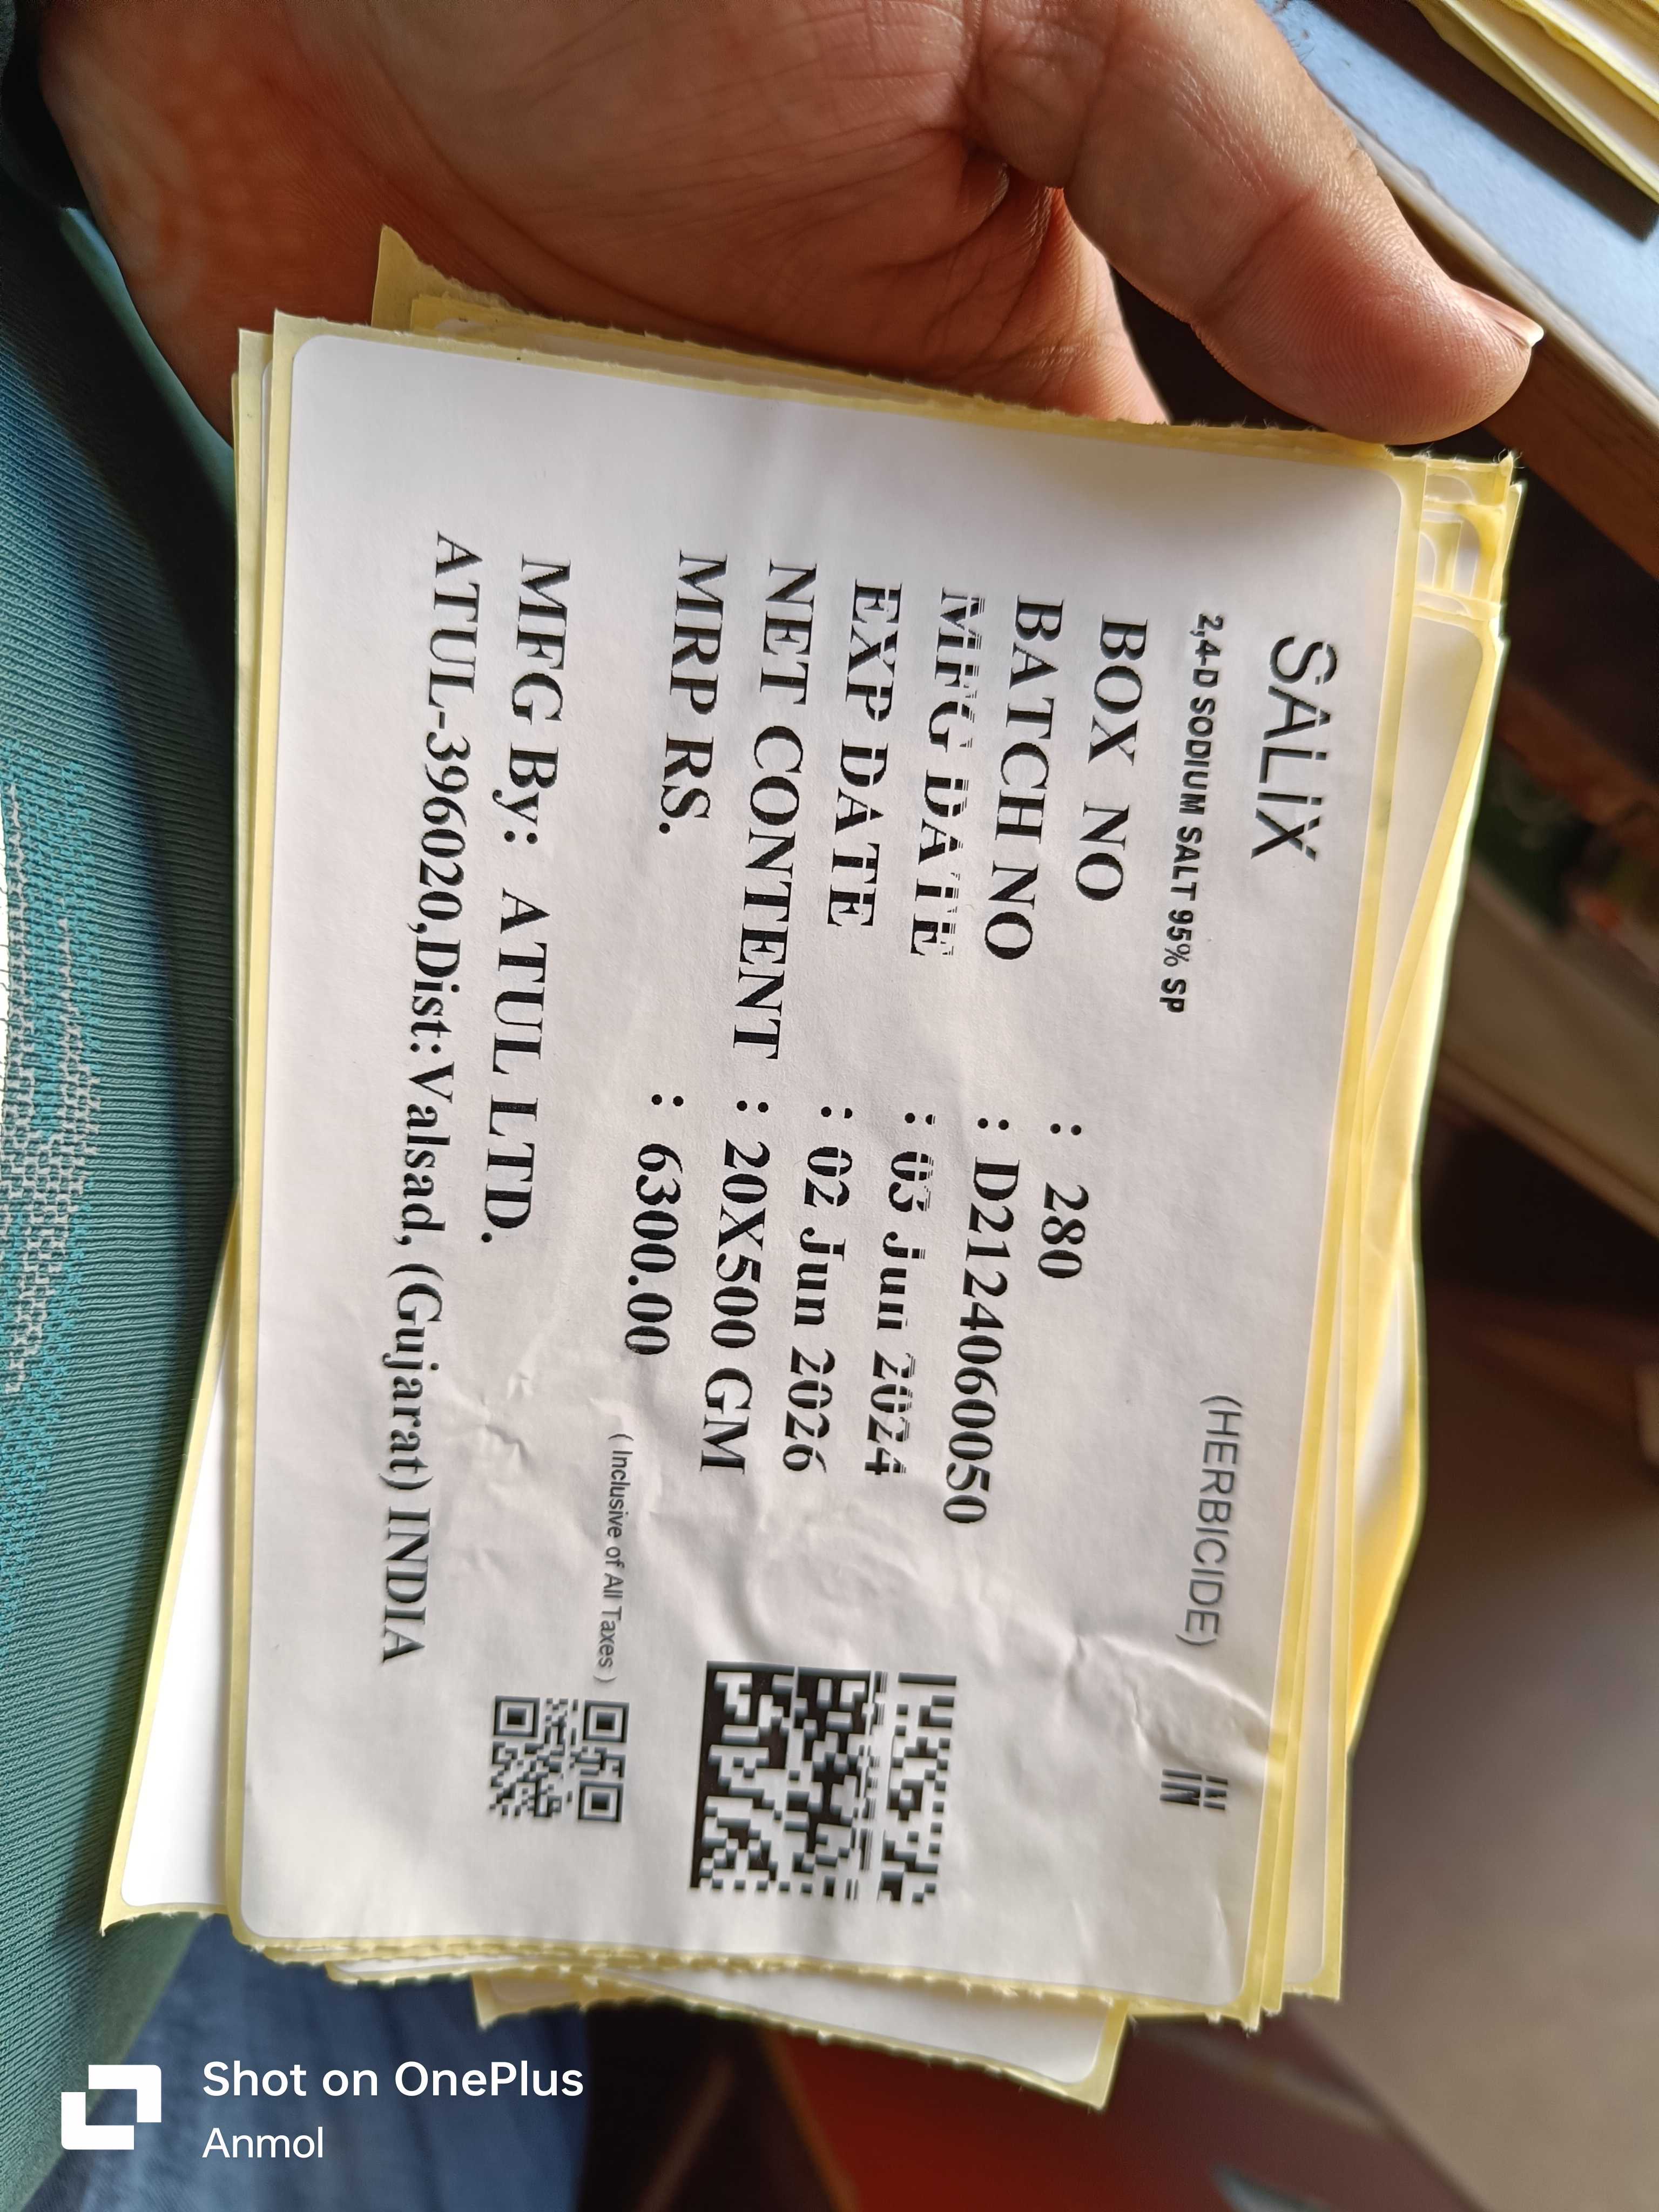 SALIX
2,4-D SODIUM SALT 95% SP (HERBICIDE) IN
BOX NO : 280
BATCH NO : D2124060050
MFG DATE : 03 Jun 2024
EXP DATE : 02 Jun 2026
NET CONTENT : 20X500 GM
MRP RS. : 6300.00
( Inclusive of All Taxes )
MFG By: ATUL LTD.
ATUL-396020,Dist:Valsad, (Gujarat) INDIA
Shot on OnePlus
Anmol